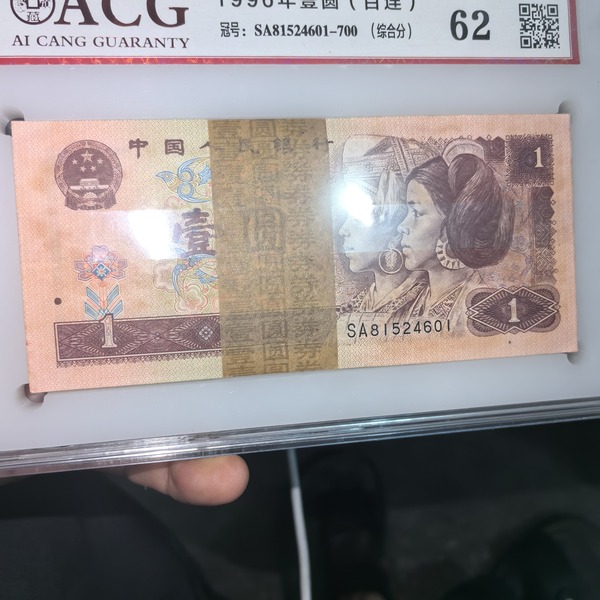 ACG
AI CANG GUARANTY
1996年壹圆（百连）
冠号: SA81524601-700 （综合分）
62
中国人民银行
1
壹圆
1
SA81524601
1